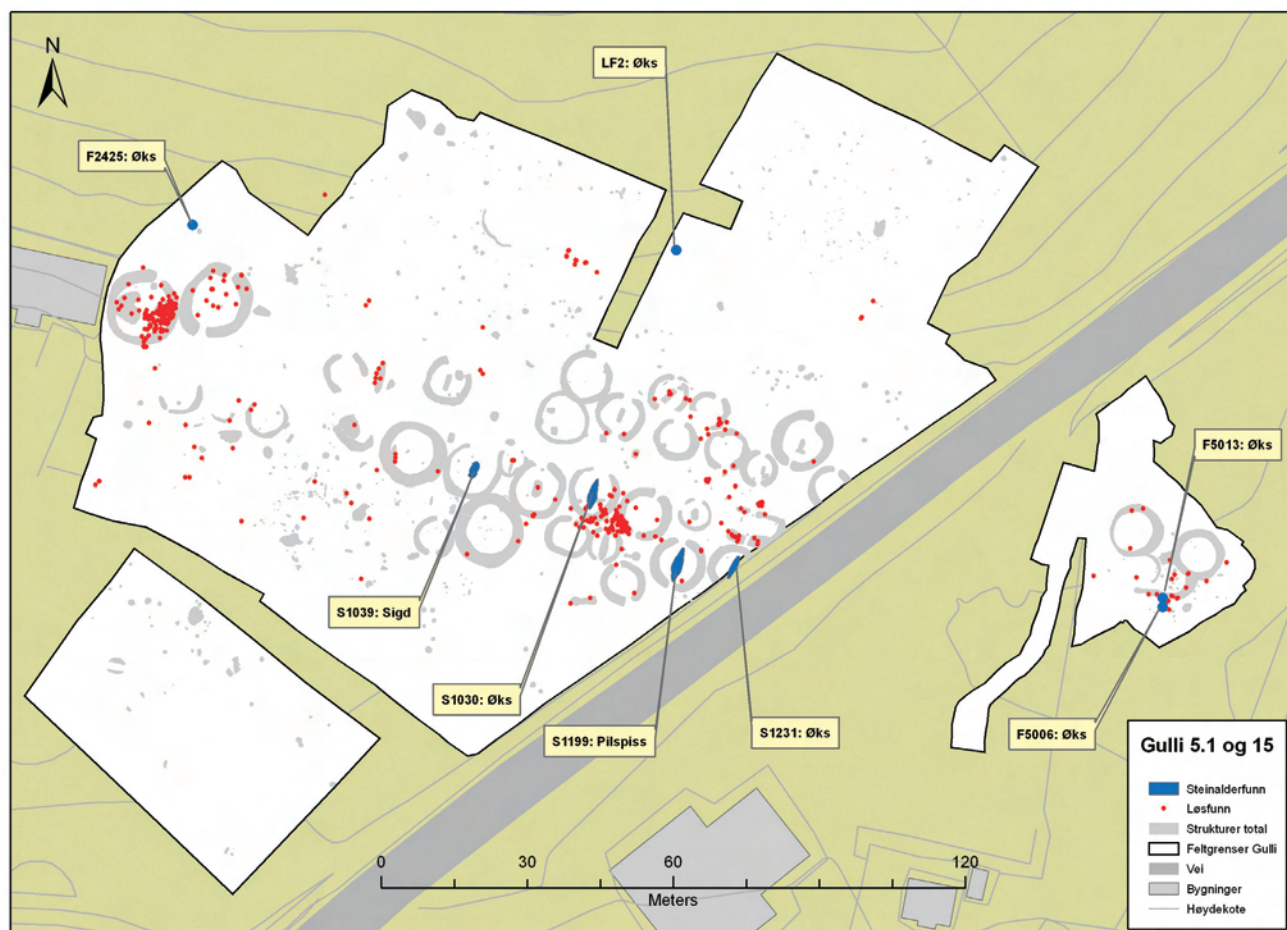 N
LF2: Øks
F2425: Øks
F5013: Øks
S1039: Sigd
S1030: Øks
S1199: Pilspiss
S1231: Øks
F5006: Øks
Gulli 5.1 og 15
Steinalderfunn
Løsfunn
Strukturer total
Feltgrenser Gulli
Vei
Bygninger
Høydekote
0 30 60 120
Meters